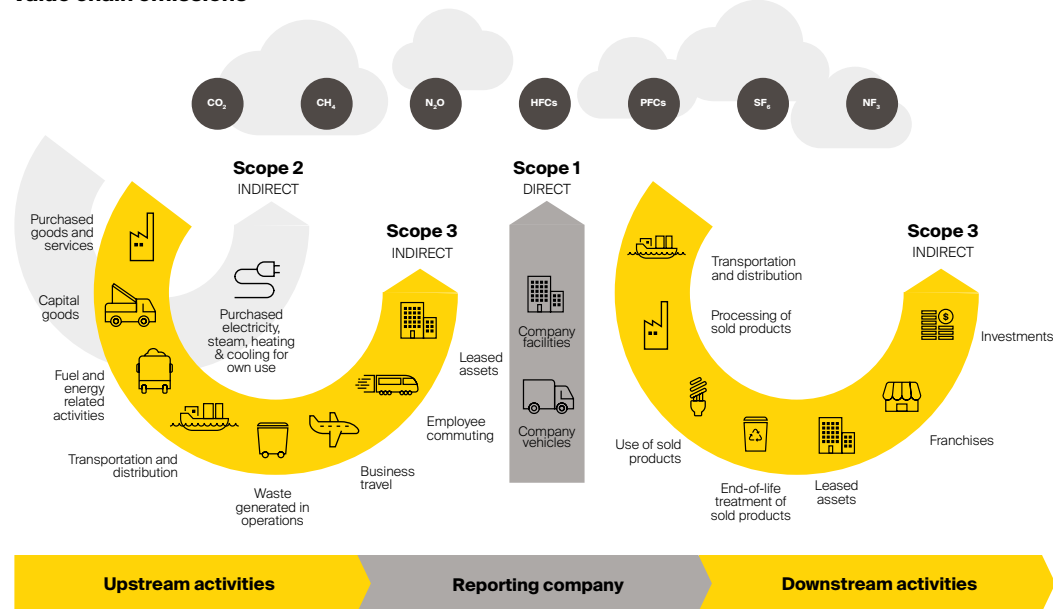 CO₂
CH₄
N₂O
HFCs
PFCs
SF₆
NF₃
Scope 2
INDIRECT
Scope 1
DIRECT
Scope 3
INDIRECT
Scope 3
INDIRECT
Purchased
goods and
services
Capital
goods
Fuel and
energy
related
activities
Transportation and
distribution
Waste
generated in
operations
Business
travel
Employee
commuting
Leased
assets
Purchased
electricity,
steam, heating
& cooling for
own use
Company
facilities
Company
vehicles
Transportation
and distribution
Processing of
sold products
Use of sold
products
End-of-life
treatment of
sold products
Leased
assets
Franchises
Investments
$
Upstream activities
Reporting company
Downstream activities